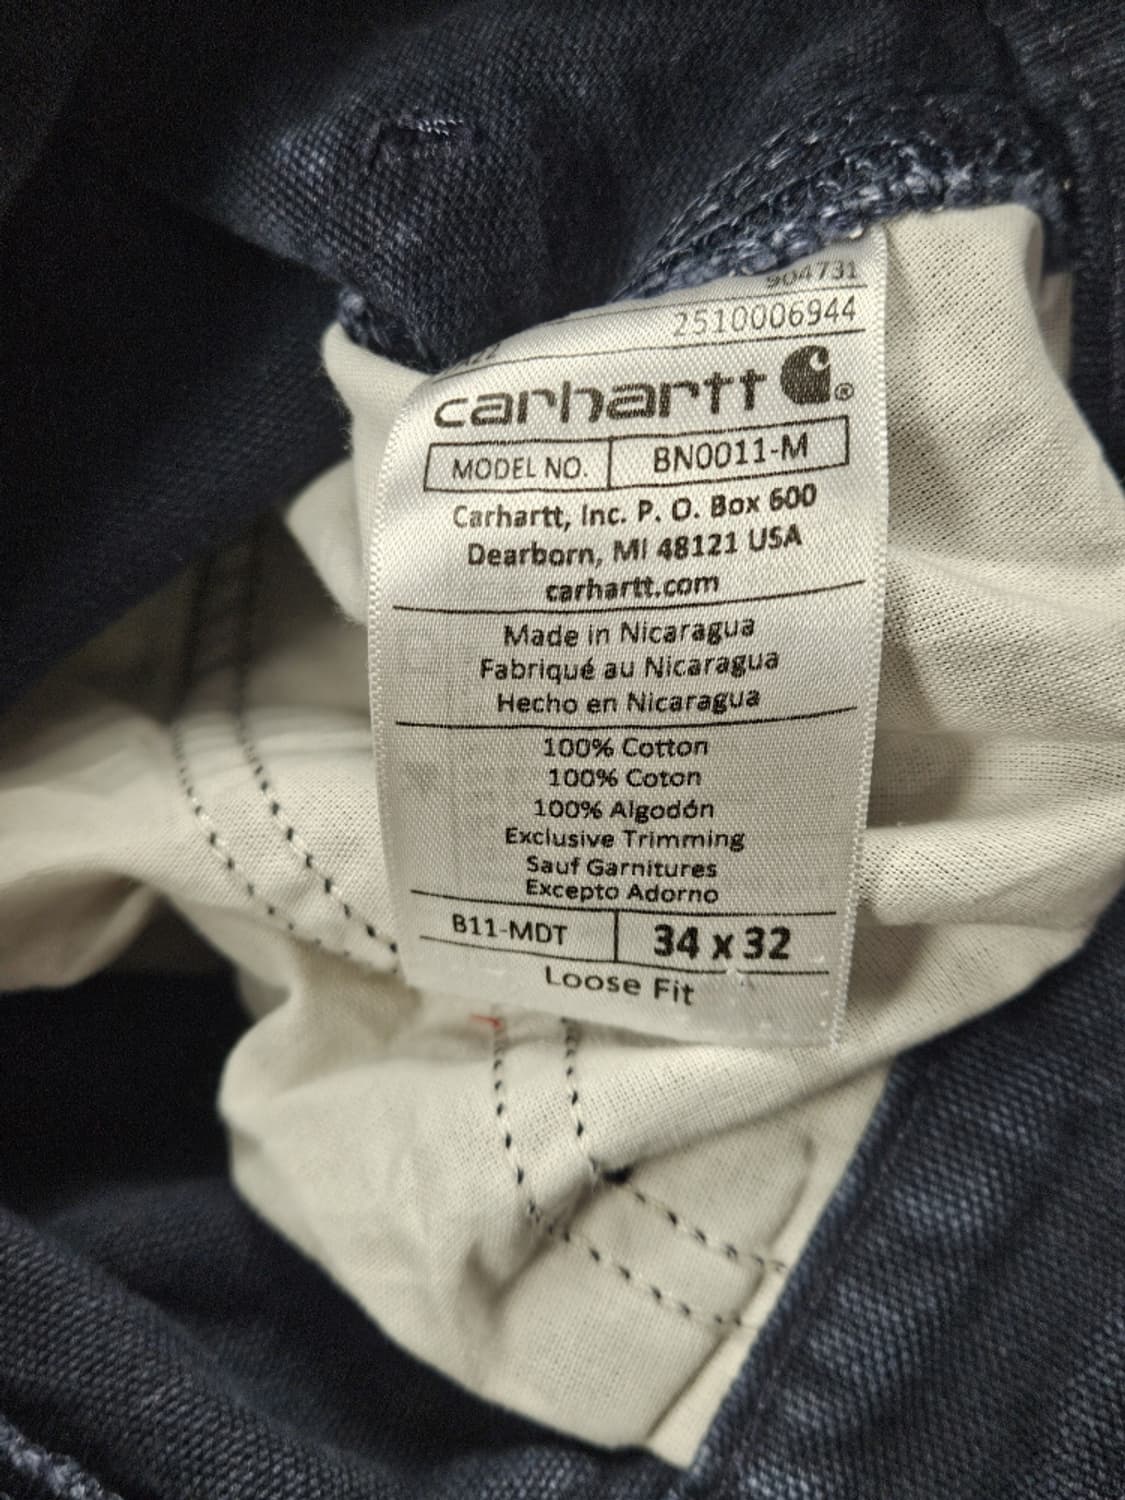 904731
2510006944
carhartt ®
MODEL NO. BN0011-M
Carhartt, Inc. P. O. Box 600
Dearborn, MI 48121 USA
carhartt.com
Made in Nicaragua
Fabriqué au Nicaragua
Hecho en Nicaragua
100% Cotton
100% Coton
100% Algodón
Exclusive Trimming
Sauf Garnitures
Excepto Adorno
B11-MDT 34 x 32
Loose Fit